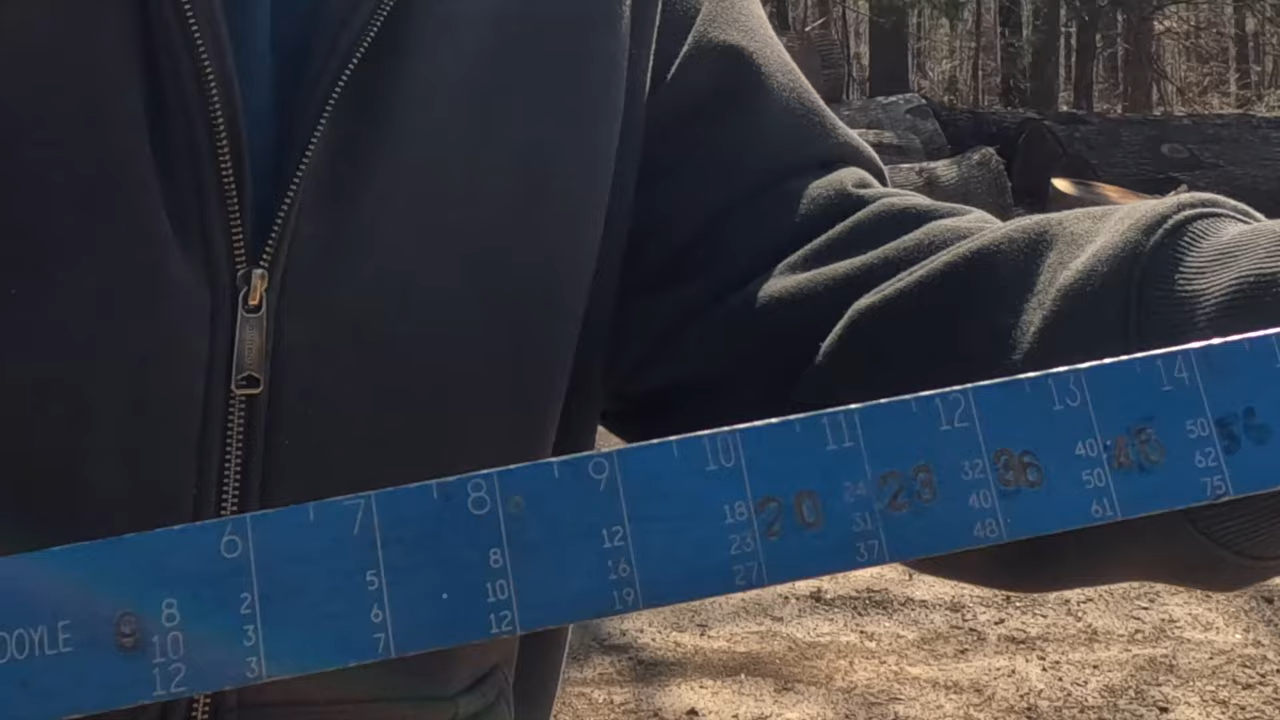 6 7 8 9 10 11 12 13 14
DOYLE 9 8 2 5 8 12 18 20 24 23 32 36 40 45 50
10 3 6 10 16 23 31 40 50 62
12 3 7 12 19 27 37 48 61 75